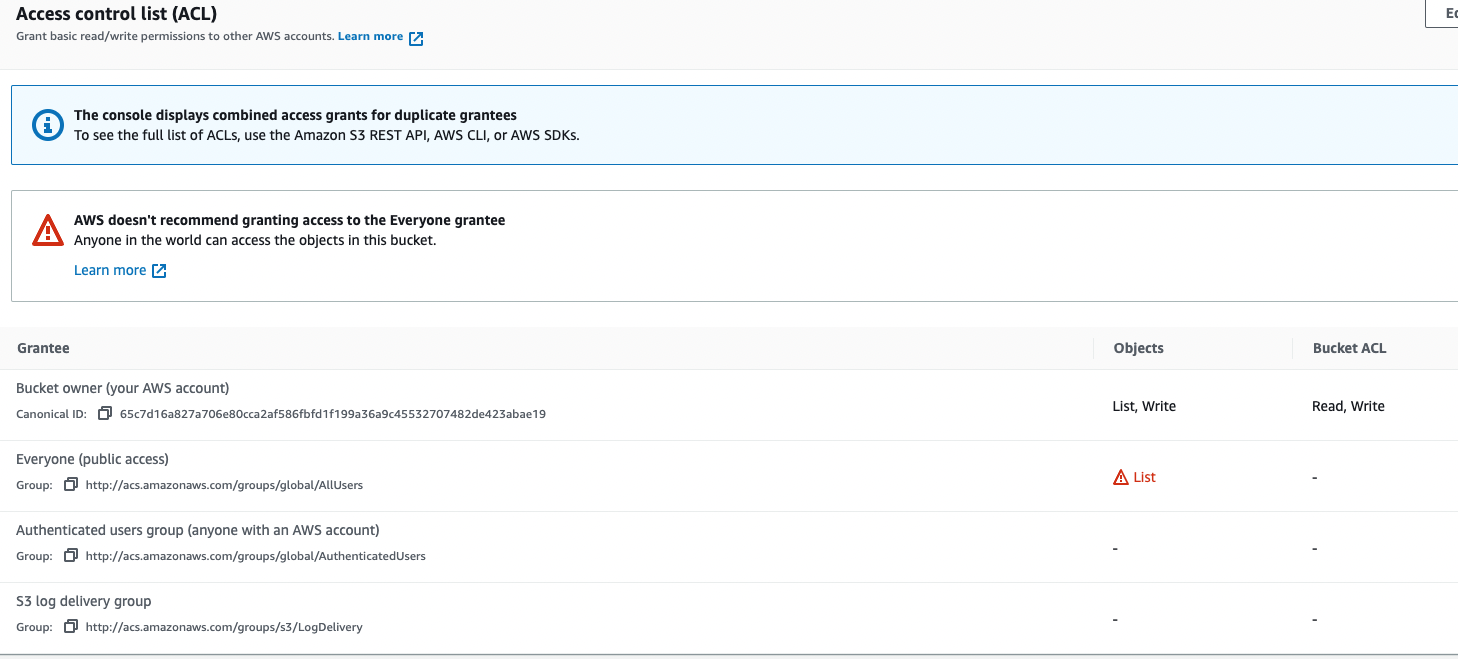 Access control list (ACL)
Grant basic read/write permissions to other AWS accounts. Learn more
The console displays combined access grants for duplicate grantees
To see the full list of ACLs, use the Amazon S3 REST API, AWS CLI, or AWS SDKs.
AWS doesn't recommend granting access to the Everyone grantee
Anyone in the world can access the objects in this bucket.
Learn more
Grantee Objects Bucket ACL
Bucket owner (your AWS account)
Canonical ID: 65c7d16a827a706e80cca2af586fbfd1f199a36a9c45532707482de423abae19
List, Write Read, Write
Everyone (public access)
Group: http://acs.amazonaws.com/groups/global/AllUsers
List -
Authenticated users group (anyone with an AWS account)
Group: http://acs.amazonaws.com/groups/global/AuthenticatedUsers
- -
S3 log delivery group
Group: http://acs.amazonaws.com/groups/s3/LogDelivery
- -